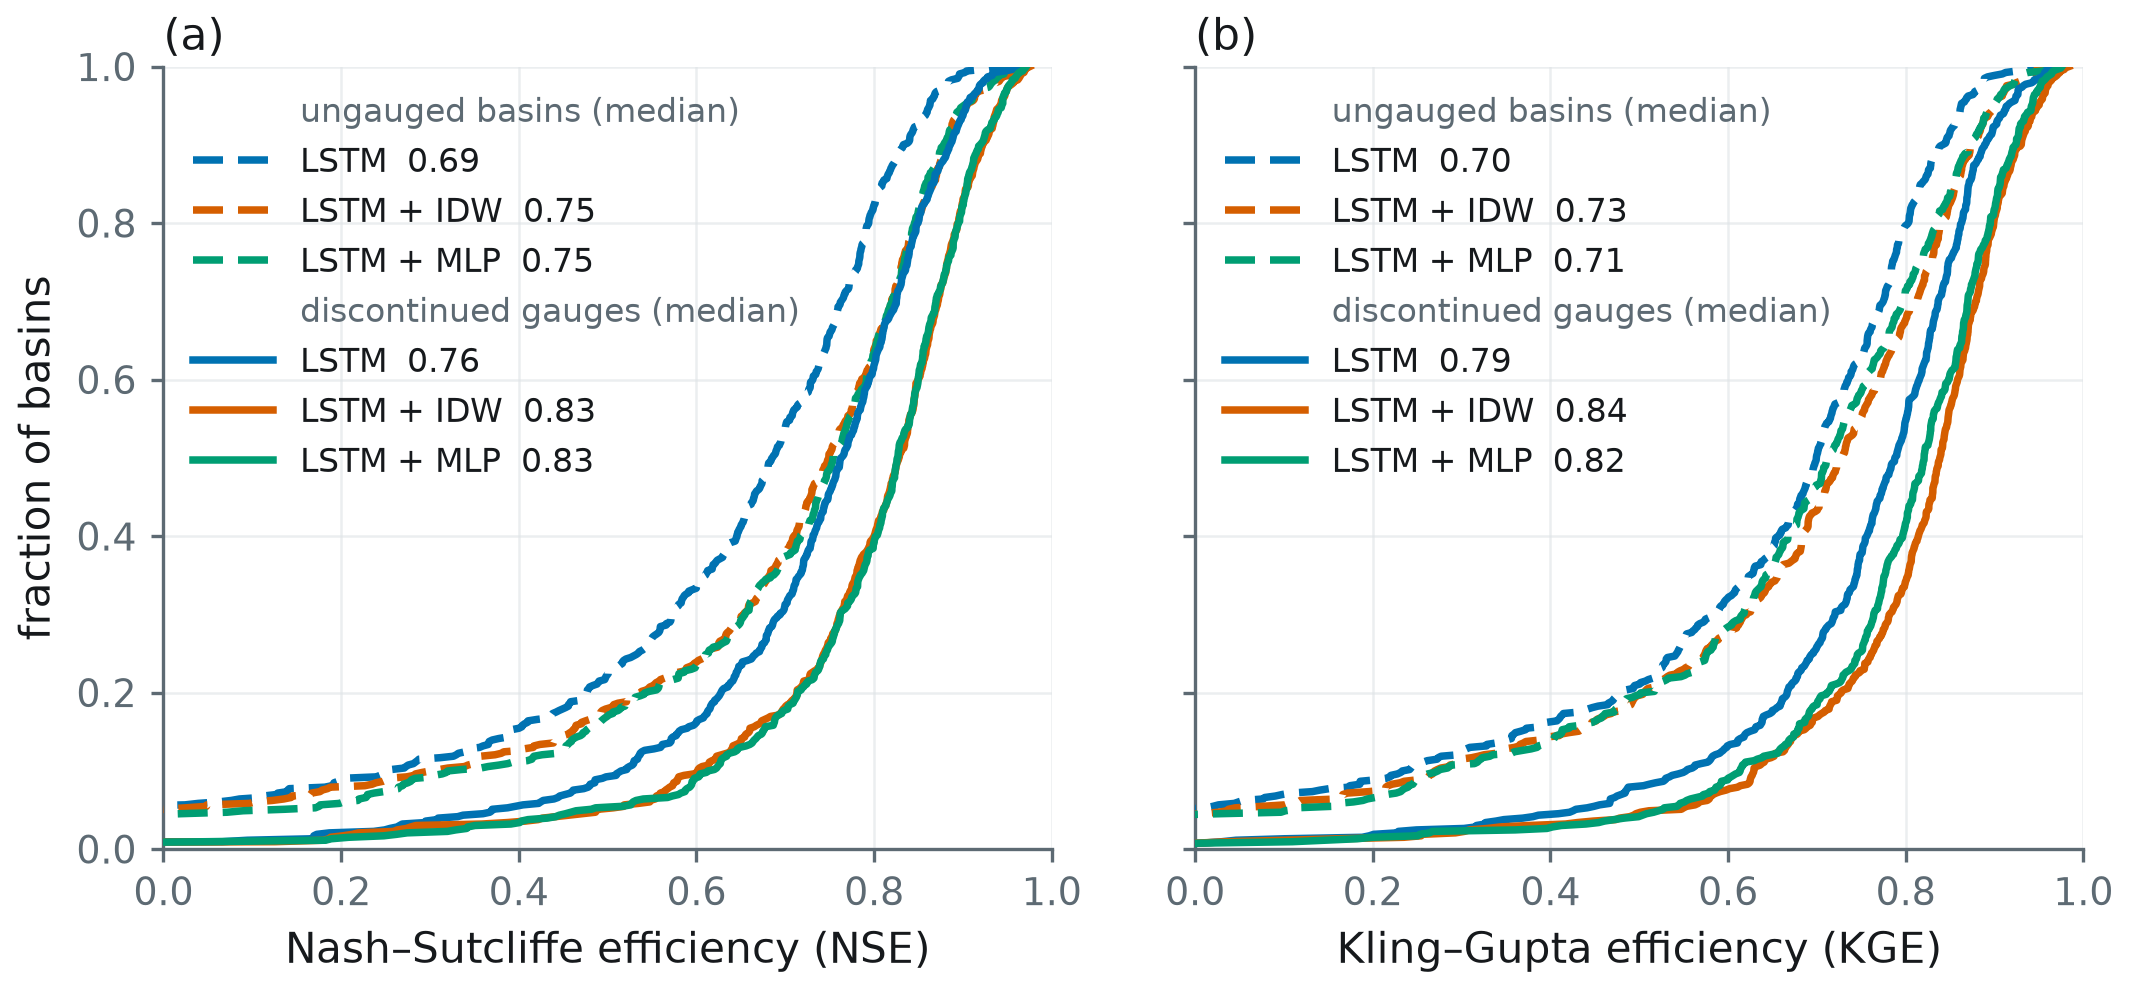 (a)
fraction of basins
1.0
0.8
0.6
0.4
0.2
0.0
ungauged basins (median)
LSTM 0.69
LSTM + IDW 0.75
LSTM + MLP 0.75
discontinued gauges (median)
LSTM 0.76
LSTM + IDW 0.83
LSTM + MLP 0.83
0.0 0.2 0.4 0.6 0.8 1.0
Nash–Sutcliffe efficiency (NSE)
(b)
ungauged basins (median)
LSTM 0.70
LSTM + IDW 0.73
LSTM + MLP 0.71
discontinued gauges (median)
LSTM 0.79
LSTM + IDW 0.84
LSTM + MLP 0.82
0.0 0.2 0.4 0.6 0.8 1.0
Kling–Gupta efficiency (KGE)